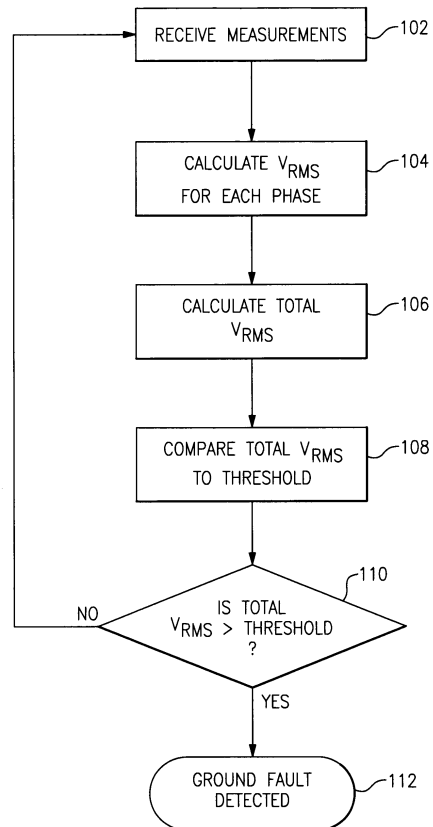 RECEIVE MEASUREMENTS
102
CALCULATE VRMS
FOR EACH PHASE
104
CALCULATE TOTAL
VRMS
106
COMPARE TOTAL VRMS
TO THRESHOLD
108
110
IS TOTAL
VRMS > THRESHOLD
?
NO
YES
GROUND FAULT
DETECTED
112